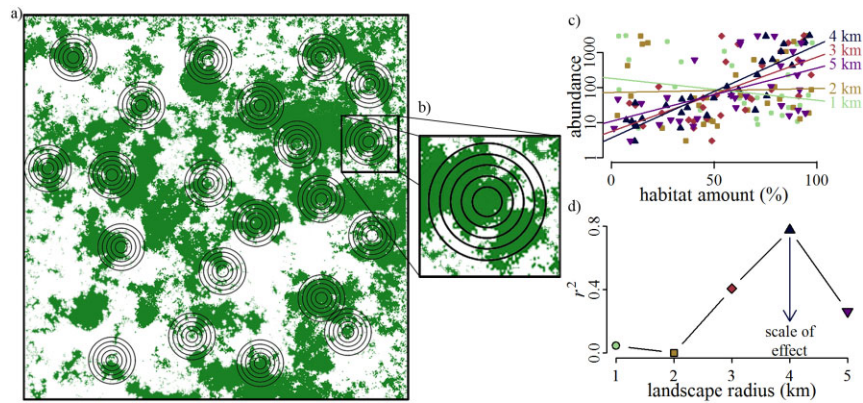 a)
b)
c)
abundance
1 10 100 1000
4 km
3 km
5 km
2 km
1 km
0 50 100
habitat amount (%)
d)
r²
0.0 0.4 0.8
scale of
effect
1 2 3 4 5
landscape radius (km)